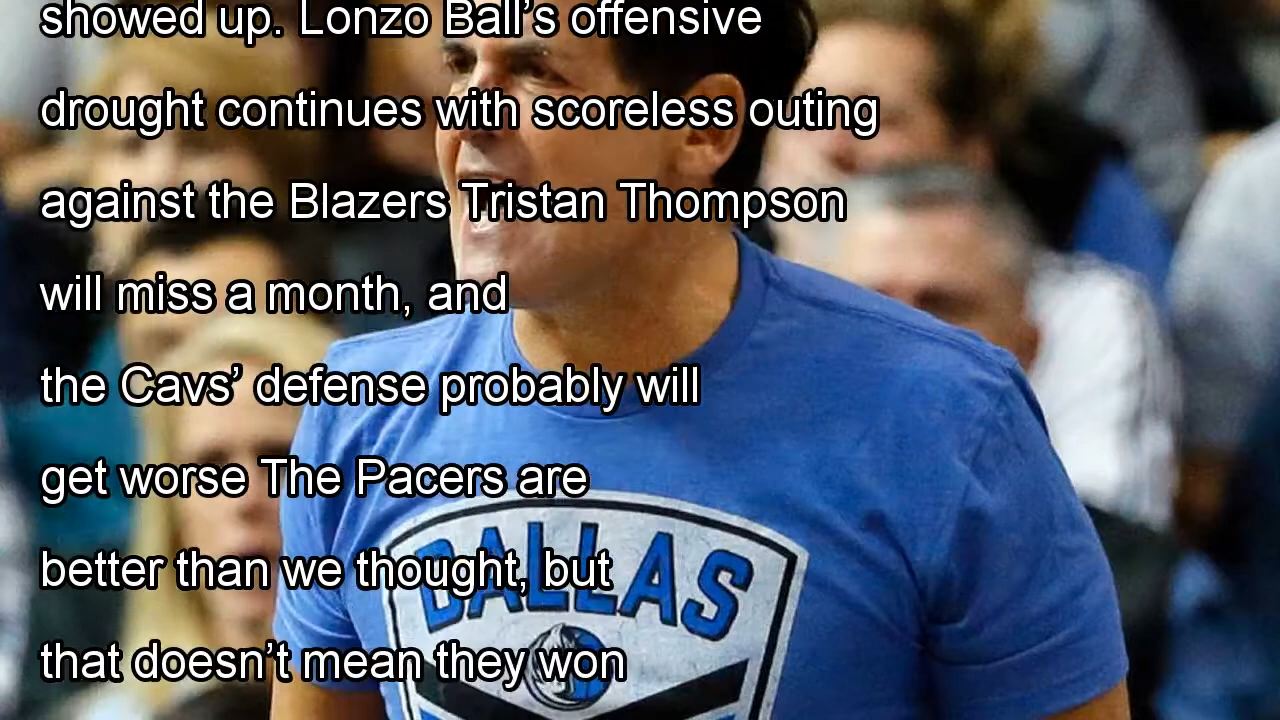 showed up. Lonzo Ball’s offensive
drought continues with scoreless outing
against the Blazers Tristan Thompson
will miss a month, and
the Cavs’ defense probably will
get worse The Pacers are
better than we thought, but
DALLAS
that doesn’t mean they won